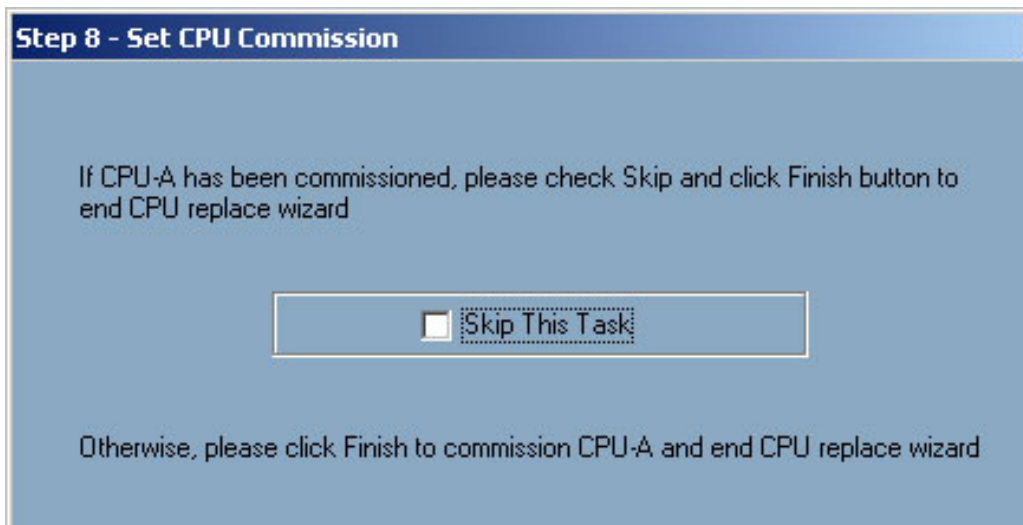 Step 8 - Set CPU Commission
If CPU-A has been commissioned, please check Skip and click Finish button to
end CPU replace wizard
Skip This Task
Otherwise, please click Finish to commission CPU-A and end CPU replace wizard